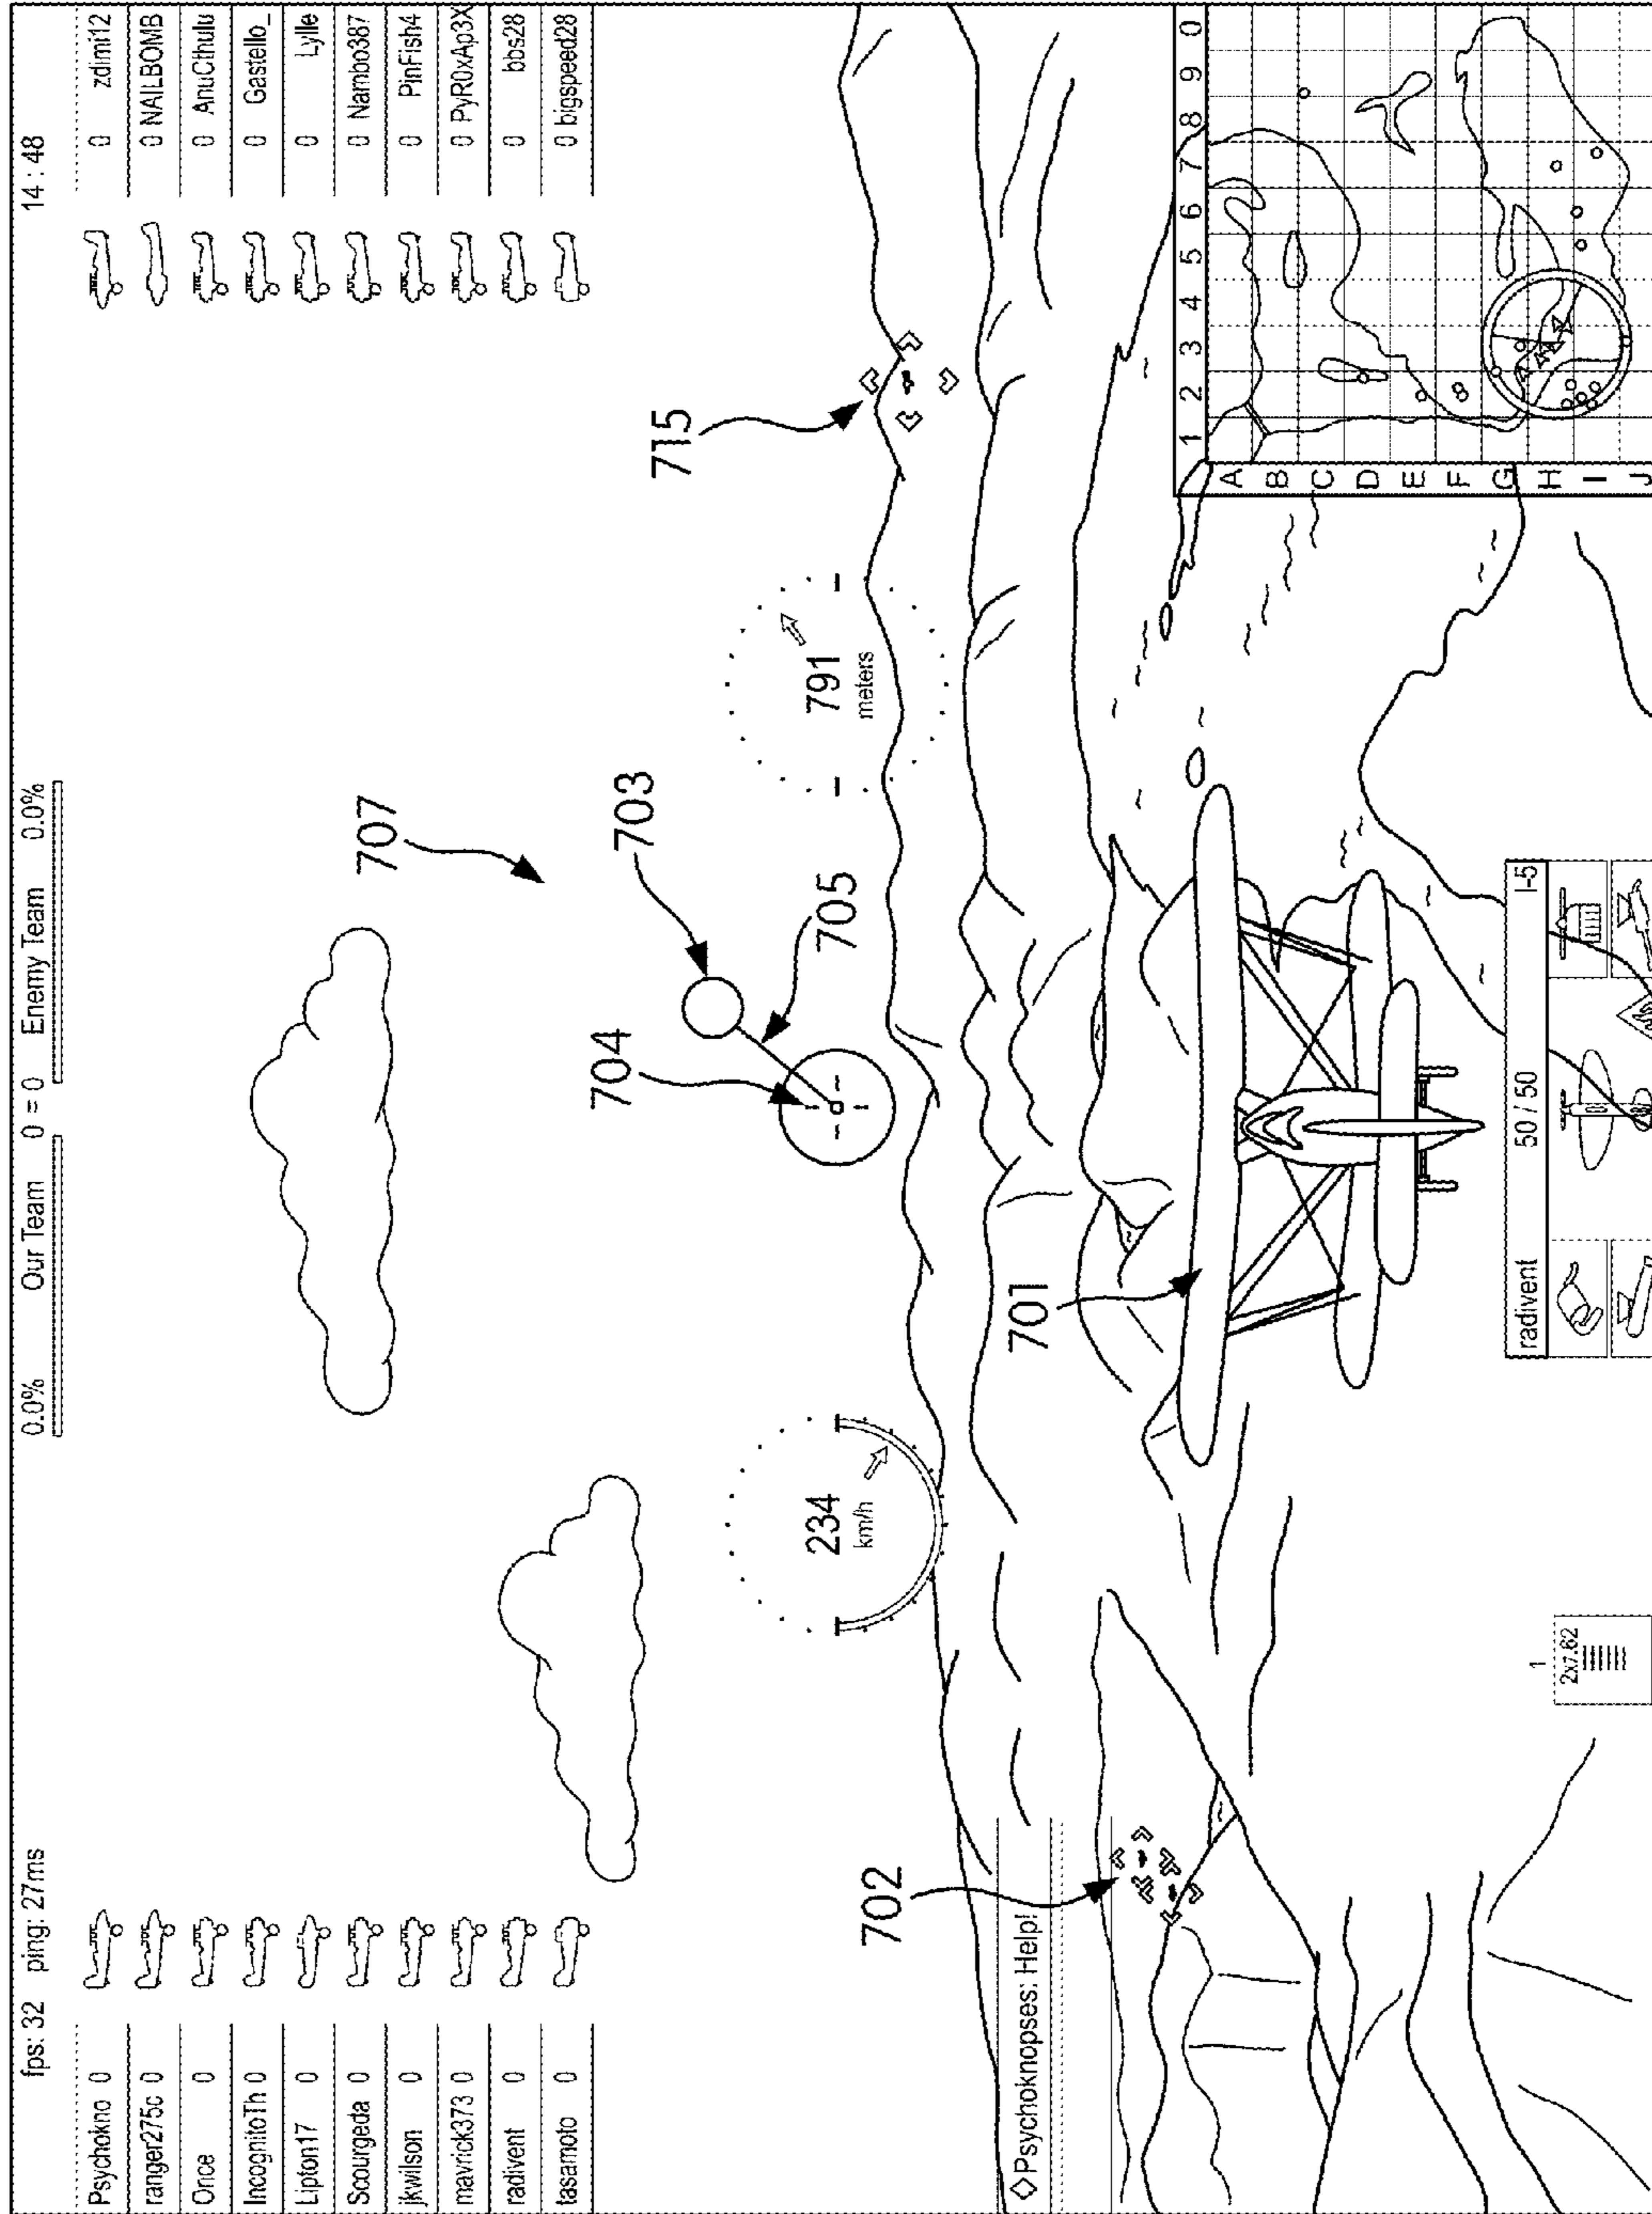 fps: 32 ping: 27ms
0.0% Our Team 0 = 0 Enemy Team 0.0%
14 : 48
Psychokno 0
ranger275c 0
Once 0
IncognitoTh 0
Lipton17 0
Scourgeda 0
jkwilson 0
mavrick373 0
radivent 0
tasamoto 0
0 zdimi12
0 NAILBOMB
0 AnuChulu
0 Gastello_
0 Lylle
0 Nambo387
0 PinFish4
0 PyR0xAp3X
0 bbs28
0 bigspeed28
707
715
703
704
705
234
km/h
791
meters
702
◇Psychoknopses: Help!
701
1
2x7.62
radivent 50 / 50 I-5
1 2 3 4 5 6 7 8 9 0
A
B
C
D
E
F
G
H
I
J